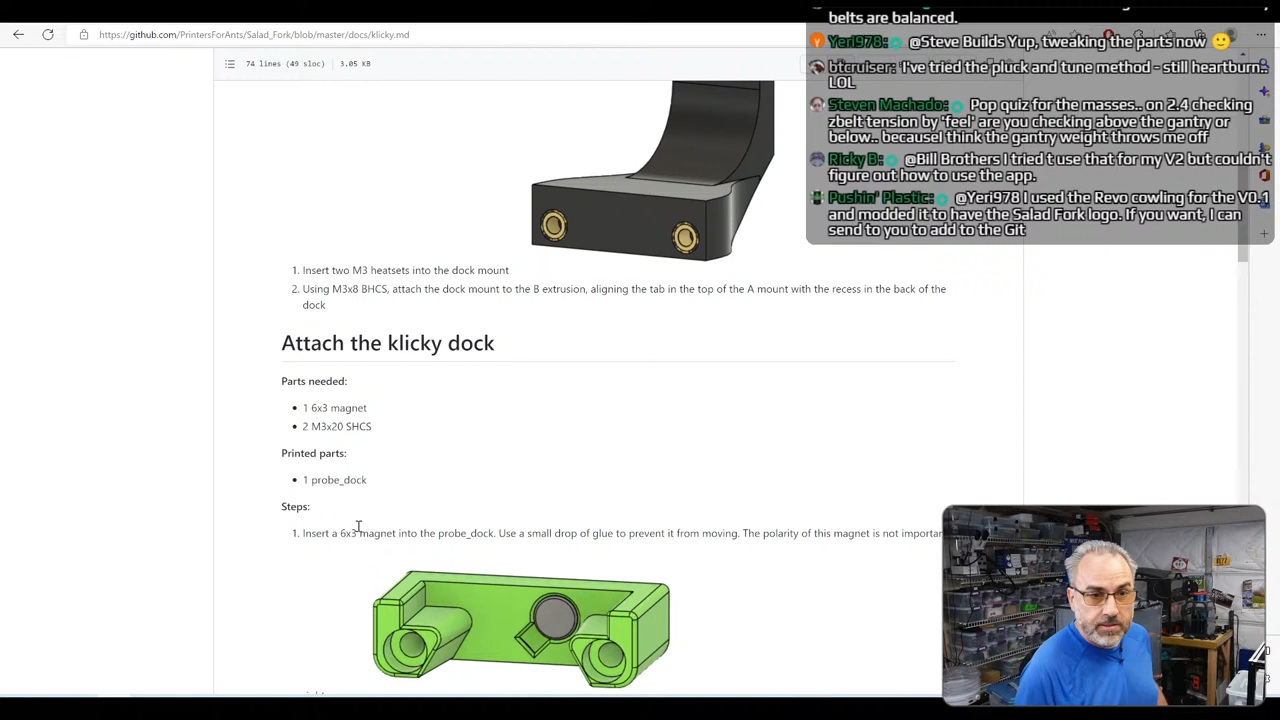 belts are balanced.
https://github.com/PrintersForAnts/Salad_Fork/blob/master/docs/klicky.md
Yeri978: @Steve Builds Yup, tweaking the parts now
74 lines (49 sloc) 3.05 KB
btcruiser: I've tried the pluck and tune method - still heartburn..
LOL
Steven Machado: Pop quiz for the masses.. on 2.4 checking
zbelt tension by 'feel' are you checking above the gantry or
below.. becauseI think the gantry weight throws me off
Ricky B: @Bill Brothers I tried t use that for my V2 but couldn't
figure out how to use the app.
Pushin' Plastic: @Yeri978 I used the Revo cowling for the V0.1
and modded it to have the Salad Fork logo. If you want, I can
send to you to add to the Git
1. Insert two M3 heatsets into the dock mount
2. Using M3x8 BHCS, attach the dock mount to the B extrusion, aligning the tab in the top of the A mount with the recess in the back of the
dock
Attach the klicky dock
Parts needed:
• 1 6x3 magnet
• 2 M3x20 SHCS
Printed parts:
• 1 probe_dock
Steps:
1. Insert a 6x3 magnet into the probe_dock. Use a small drop of glue to prevent it from moving. The polarity of this magnet is not importan